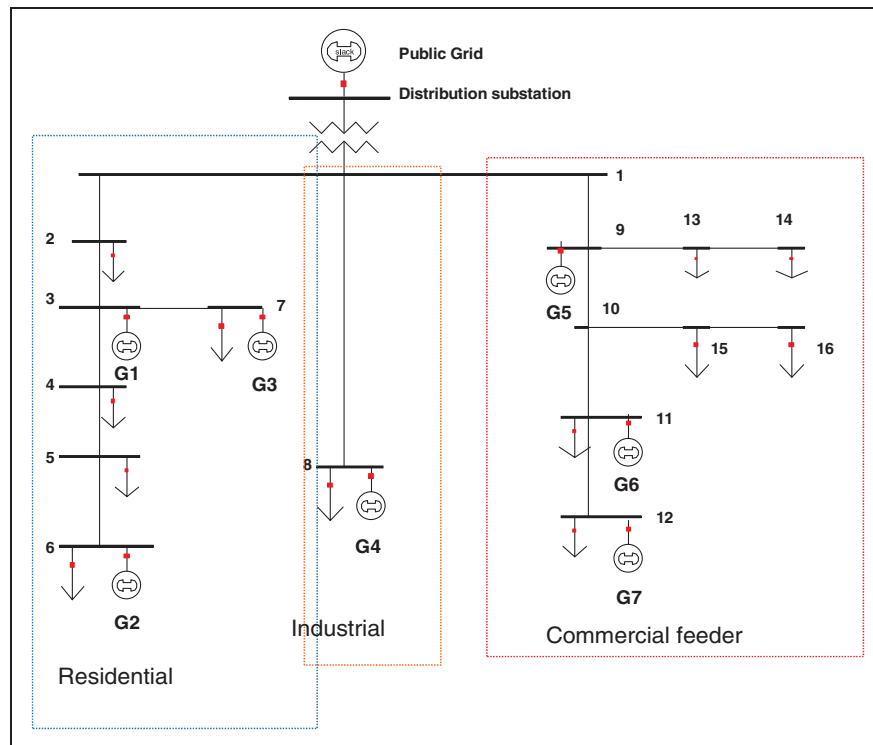 slack
Public Grid
Distribution substation
1
2
9
13
14
3
7
G5
10
G1
G3
15
16
4
11
5
8
G6
12
6
G4
G2
G7
Industrial
Commercial feeder
Residential